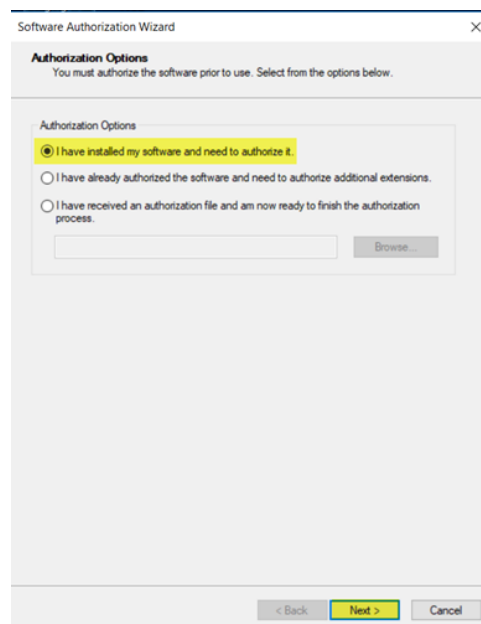 Software Authorization Wizard
Authorization Options
You must authorize the software prior to use. Select from the options below.
Authorization Options
I have installed my software and need to authorize it.
I have already authorized the software and need to authorize additional extensions.
I have received an authorization file and am now ready to finish the authorization
process.
Browse...
< Back Next > Cancel